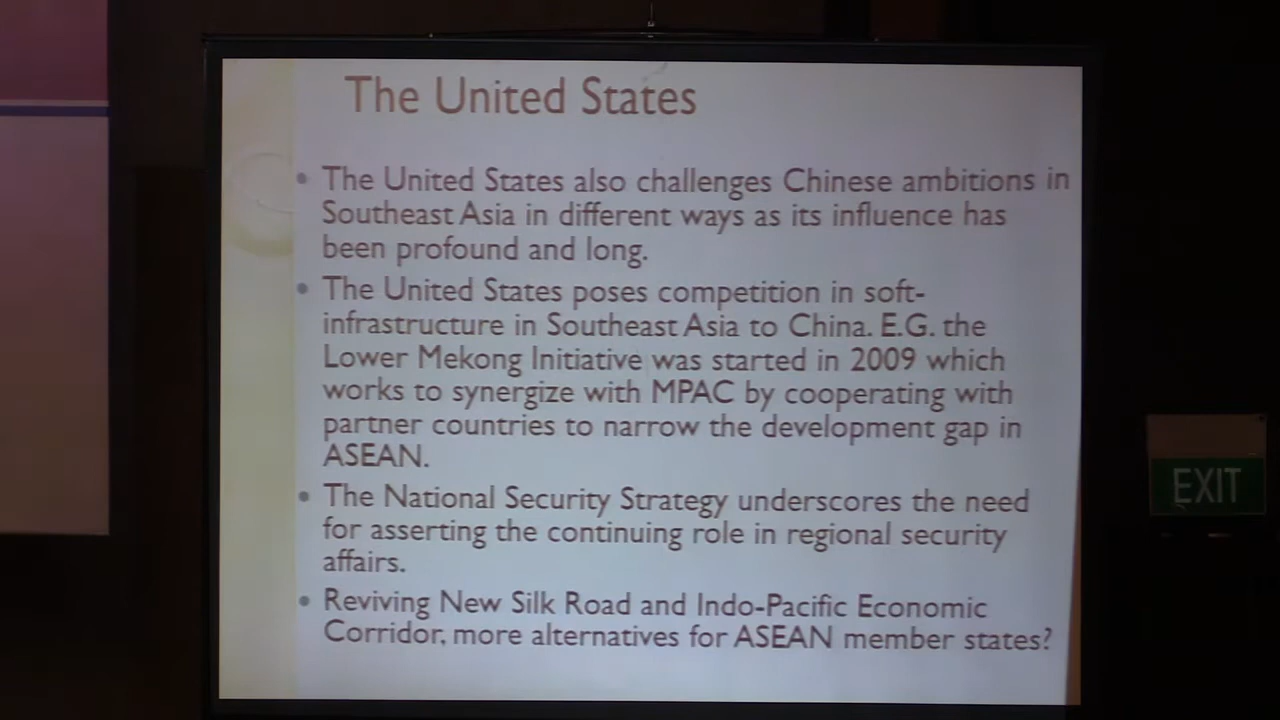 The United States
• The United States also challenges Chinese ambitions in
Southeast Asia in different ways as its influence has
been profound and long.
• The United States poses competition in soft-
infrastructure in Southeast Asia to China. E.G. the
Lower Mekong Initiative was started in 2009 which
works to synergize with MPAC by cooperating with
partner countries to narrow the development gap in
ASEAN.
• The National Security Strategy underscores the need
for asserting the continuing role in regional security
affairs.
• Reviving New Silk Road and Indo-Pacific Economic
Corridor, more alternatives for ASEAN member states?
EXIT